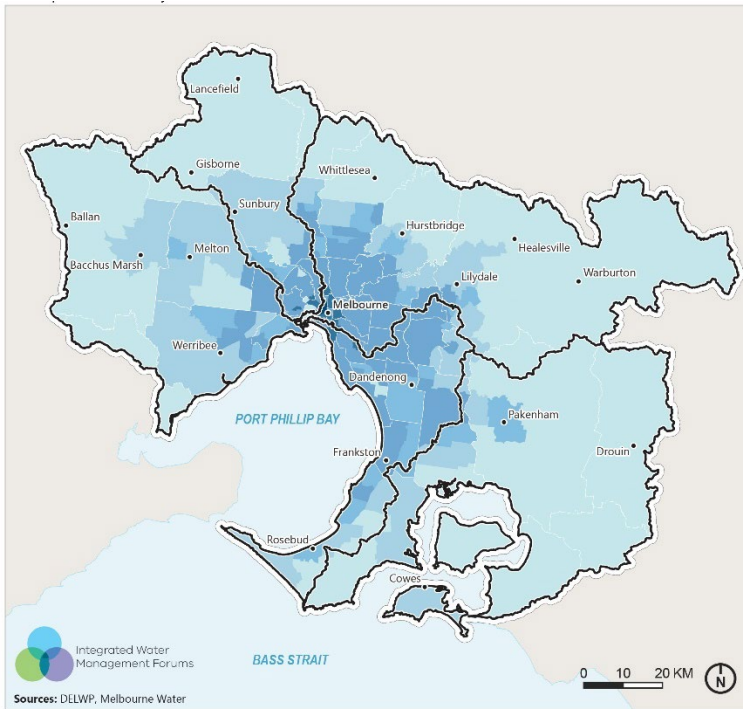 Lancefield
Gisborne
Whittlesea
Sunbury
Ballan
Hurstbridge
Healesville
Bacchus Marsh
Melton
Lilydale
Warburton
Melbourne
Werribee
Dandenong
PORT PHILLIP BAY
Pakenham
Drouin
Frankston
Rosebud
Cowes
Integrated Water
Management Forums
BASS STRAIT
0 10 20 KM
N
Sources: DELWP, Melbourne Water